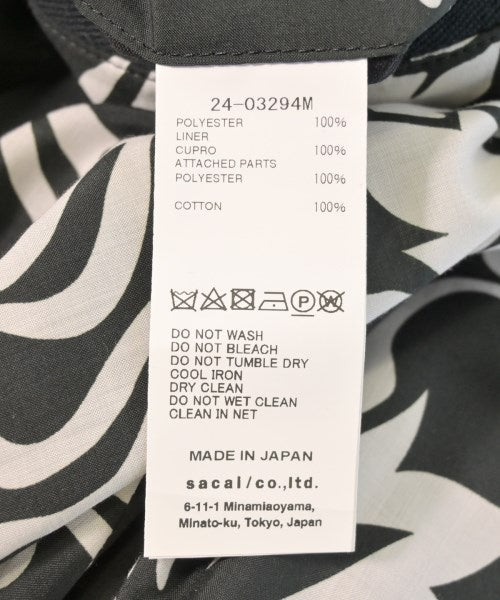 24-03294M
POLYESTER 100%
LINER
CUPRO 100%
ATTACHED PARTS
POLYESTER 100%
COTTON 100%
DO NOT WASH
DO NOT BLEACH
DO NOT TUMBLE DRY
COOL IRON
DRY CLEAN
DO NOT WET CLEAN
CLEAN IN NET
MADE IN JAPAN
sacai/co.,ltd.
6-11-1 Minamiaoyama,
Minato-ku, Tokyo, Japan